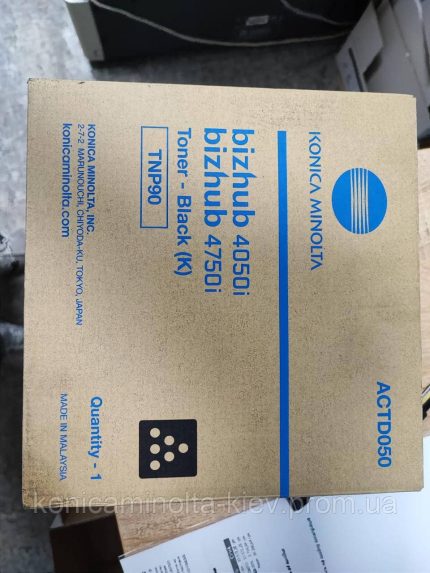 KONICA MINOLTA
ACTD050
bizhub 4050i
bizhub 4750i
Toner - Black (K)
TNP90
Quantity - 1
KONICA MINOLTA, INC.
2-7-2, MARUNOUCHI, CHIYODA-KU, TOKYO, JAPAN
konicaminolta.com
MADE IN MALAYSIA
konicaminolta-kiev.prom.ua